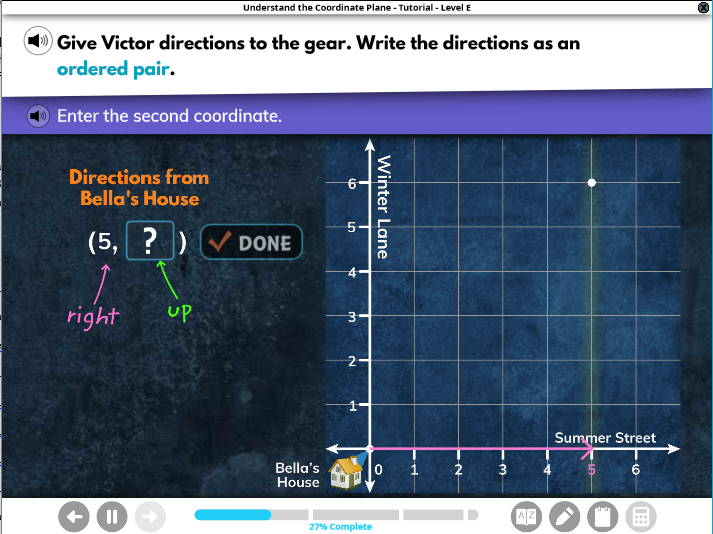 Understand the Coordinate Plane - Tutorial - Level E
X
Give Victor directions to the gear. Write the directions as an
ordered pair.
Enter the second coordinate.
Directions from
Bella's House
(5, ? ) DONE
right
up
Winter Lane
6
5
4
3
2
1
Summer Street
0 1 2 3 4 5 6
Bella's
House
27% Complete
A Z